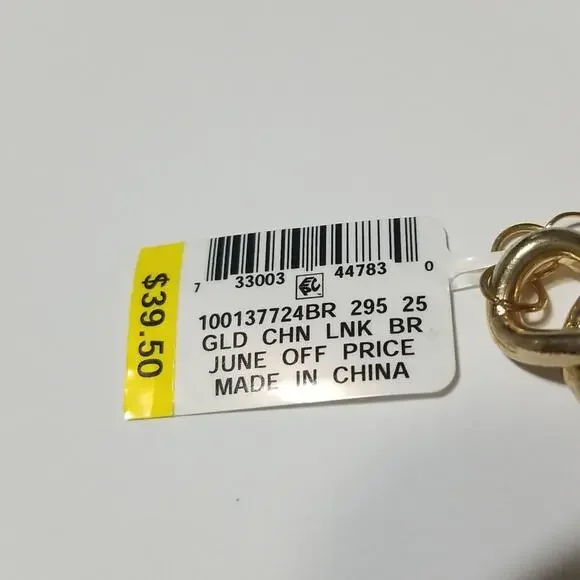 7 33003 44783 0
100137724BR 295 25
GLD CHN LNK BR
JUNE OFF PRICE
MADE IN CHINA
$39.50